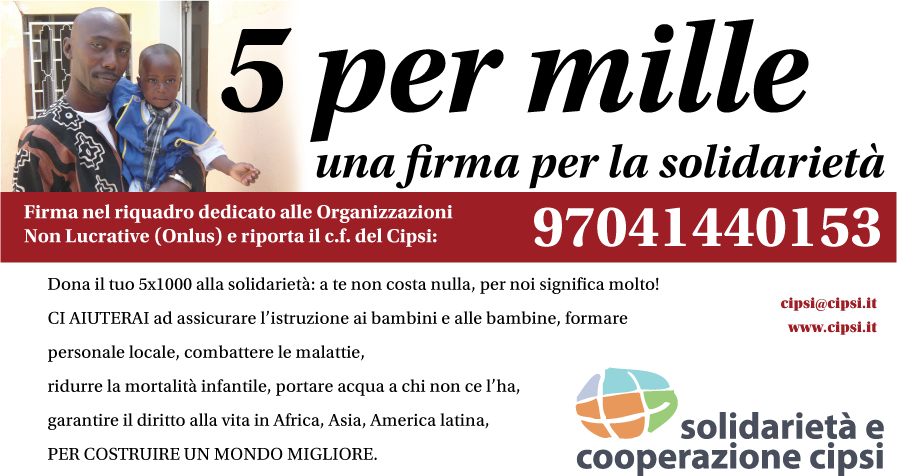 5 per mille
una firma per la solidarietà
Firma nel riquadro dedicato alle Organizzazioni
Non Lucrative (Onlus) e riporta il c.f. del Cipsi:
97041440153
Dona il tuo 5x1000 alla solidarietà: a te non costa nulla, per noi significa molto!
CI AIUTERAI ad assicurare l'istruzione ai bambini e alle bambine, formare
personale locale, combattere le malattie,
ridurre la mortalità infantile, portare acqua a chi non ce l'ha,
garantire il diritto alla vita in Africa, Asia, America latina,
PER COSTRUIRE UN MONDO MIGLIORE.
cipsi@cipsi.it
www.cipsi.it
solidarietà e
cooperazione cipsi